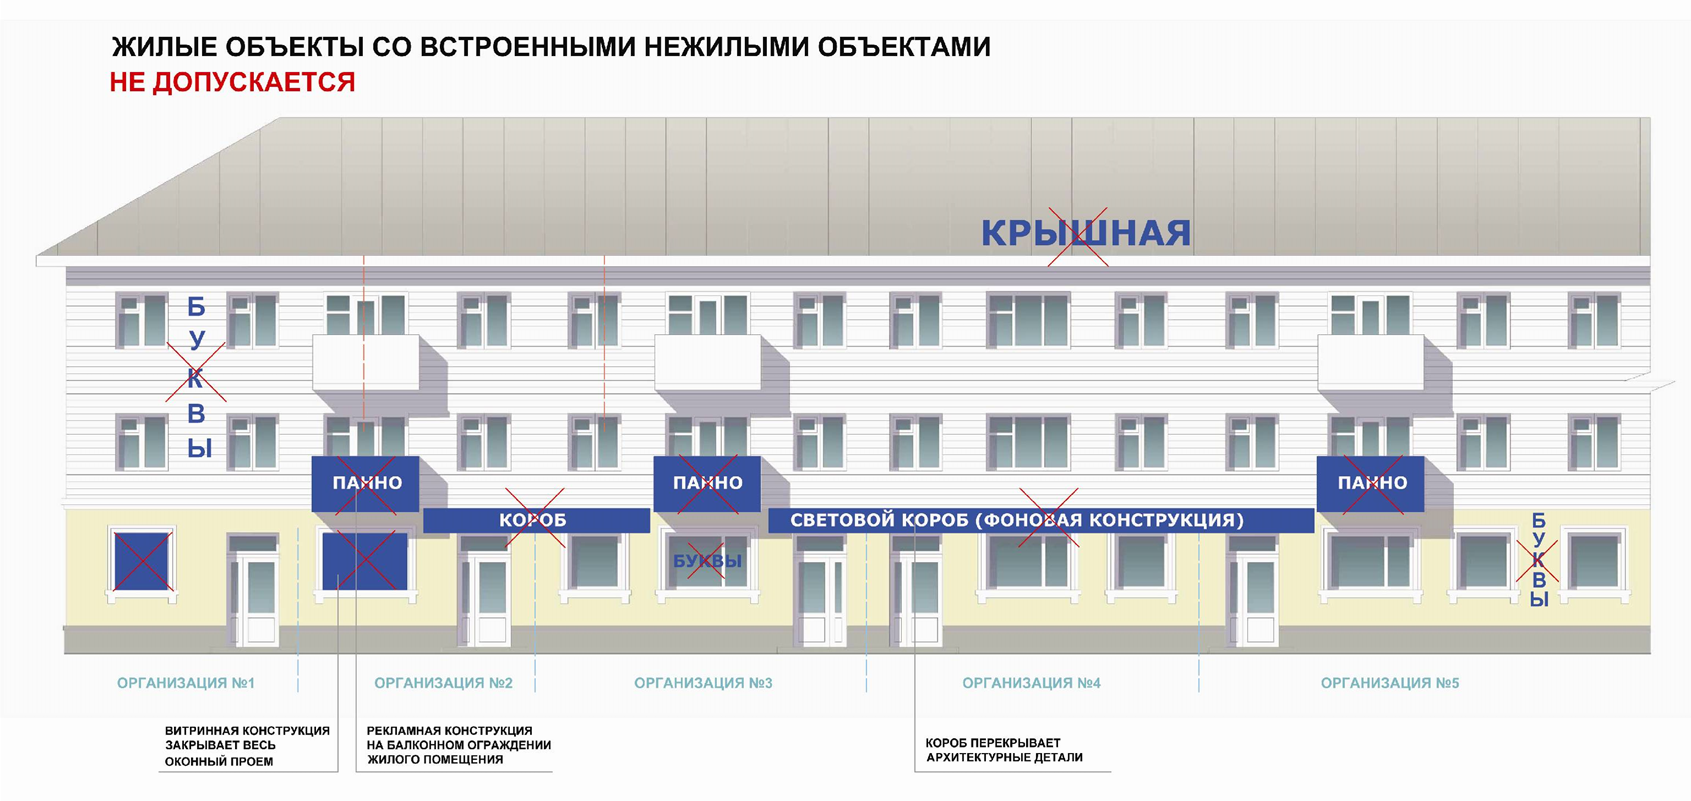 ЖИЛЫЕ ОБЪЕКТЫ СО ВСТРОЕННЫМИ НЕЖИЛЫМИ ОБЪЕКТАМИ
НЕ ДОПУСКАЕТСЯ
КРЫШНАЯ
БУКВЫ
ПАННО
ПАННО
ПАННО
КОРОБ
СВЕТОВОЙ КОРОБ (ФОНОВАЯ КОНСТРУКЦИЯ)
БУКВЫ
БУКВЫ
ОРГАНИЗАЦИЯ №1
ОРГАНИЗАЦИЯ №2
ОРГАНИЗАЦИЯ №3
ОРГАНИЗАЦИЯ №4
ОРГАНИЗАЦИЯ №5
ВИТРИННАЯ КОНСТРУКЦИЯ
ЗАКРЫВАЕТ ВЕСЬ
ОКОННЫЙ ПРОЕМ
РЕКЛАМНАЯ КОНСТРУКЦИЯ
НА БАЛКОННОМ ОГРАЖДЕНИИ
ЖИЛОГО ПОМЕЩЕНИЯ
КОРОБ ПЕРЕКРЫВАЕТ
АРХИТЕКТУРНЫЕ ДЕТАЛИ